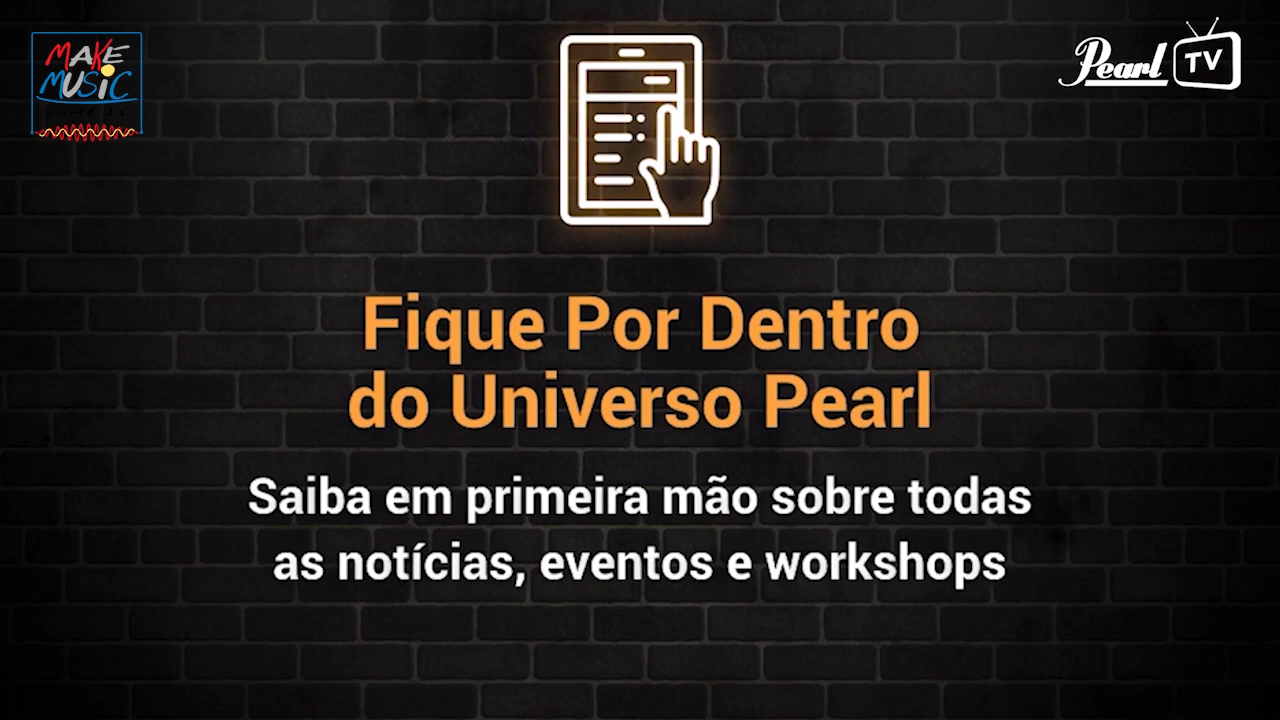 MAKE
MUSIC
Pearl TV
Fique Por Dentro
do Universo Pearl
Saiba em primeira mão sobre todas
as notícias, eventos e workshops